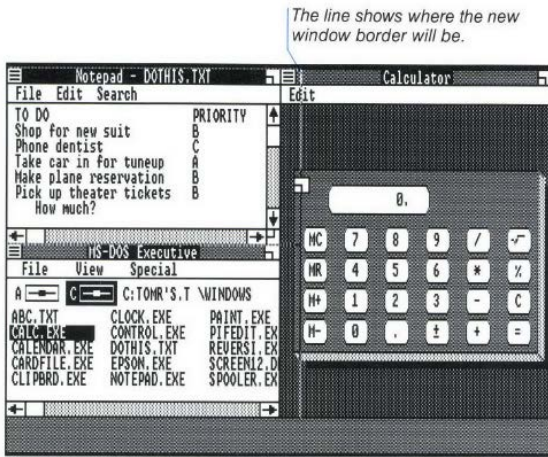 The line shows where the new
window border will be.
Notepad - DOTHIS.TXT
File Edit Search
TO DO PRIORITY
Shop for new suit B
Phone dentist C
Take car in for tuneup A
Make plane reservation B
Pick up theater tickets B
How much?
MS-DOS Executive
File View Special
A C C:TOMR'S.T \WINDOWS
ABC.TXT CLOCK.EXE PAINT.EXE
CALC.EXE CONTROL.EXE PIFEDIT.EX
CALENDAR.EXE DOTHIS.TXT REVERSI.EX
CARDFILE.EXE EPSON.EXE SCREEN12.D
CLIPBRD.EXE NOTEPAD.EXE SPOOLER.EX
Calculator
Edit
0.
MC 7 8 9 / √
MR 4 5 6 * %
M+ 1 2 3 - C
M- 0 . ± + =